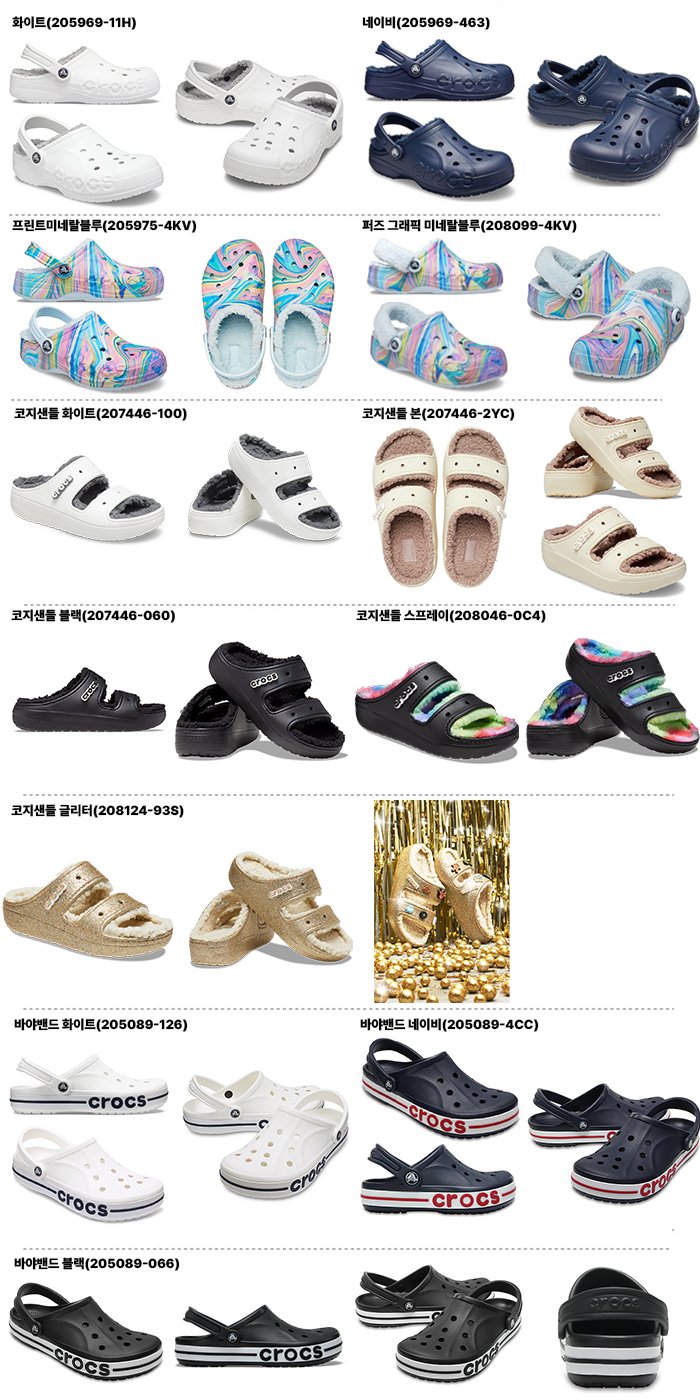 화이트(205969-11H)
네이비(205969-463)
crocs
crocs
crocs
crocs
프린트미네랄블루(205975-4KV)
퍼즈 그래픽 미네랄블루(208099-4KV)
코지샌들 화이트(207446-100)
코지샌들 본(207446-2YC)
crocs
코지샌들 블랙(207446-060)
코지샌들 스프레이(208046-0C4)
crocs
crocs
crocs
crocs
코지샌들 글리터(208124-93S)
crocs
crocs
바야밴드 화이트(205089-126)
바야밴드 네이비(205089-4CC)
crocs
crocs
crocs
crocs
crocs
crocs
바야밴드 블랙(205089-066)
crocs
crocs
crocs
crocs